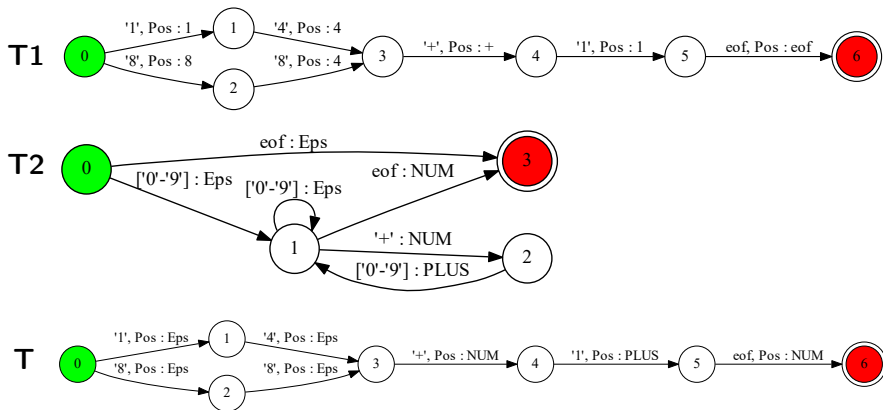 '1', Pos : 1
1
'4', Pos : 4
T1
0
3
'+', Pos : +
4
'1', Pos : 1
5
eof, Pos : eof
6
'8', Pos : 8
2
'8', Pos : 4
T2
0
eof : Eps
3
['0'-'9'] : Eps
['0'-'9'] : Eps
eof : NUM
1
'+' : NUM
2
['0'-'9'] : PLUS
'1', Pos : Eps
1
'4', Pos : Eps
T
0
3
'+', Pos : NUM
4
'1', Pos : PLUS
5
eof, Pos : NUM
6
'8', Pos : Eps
2
'8', Pos : Eps